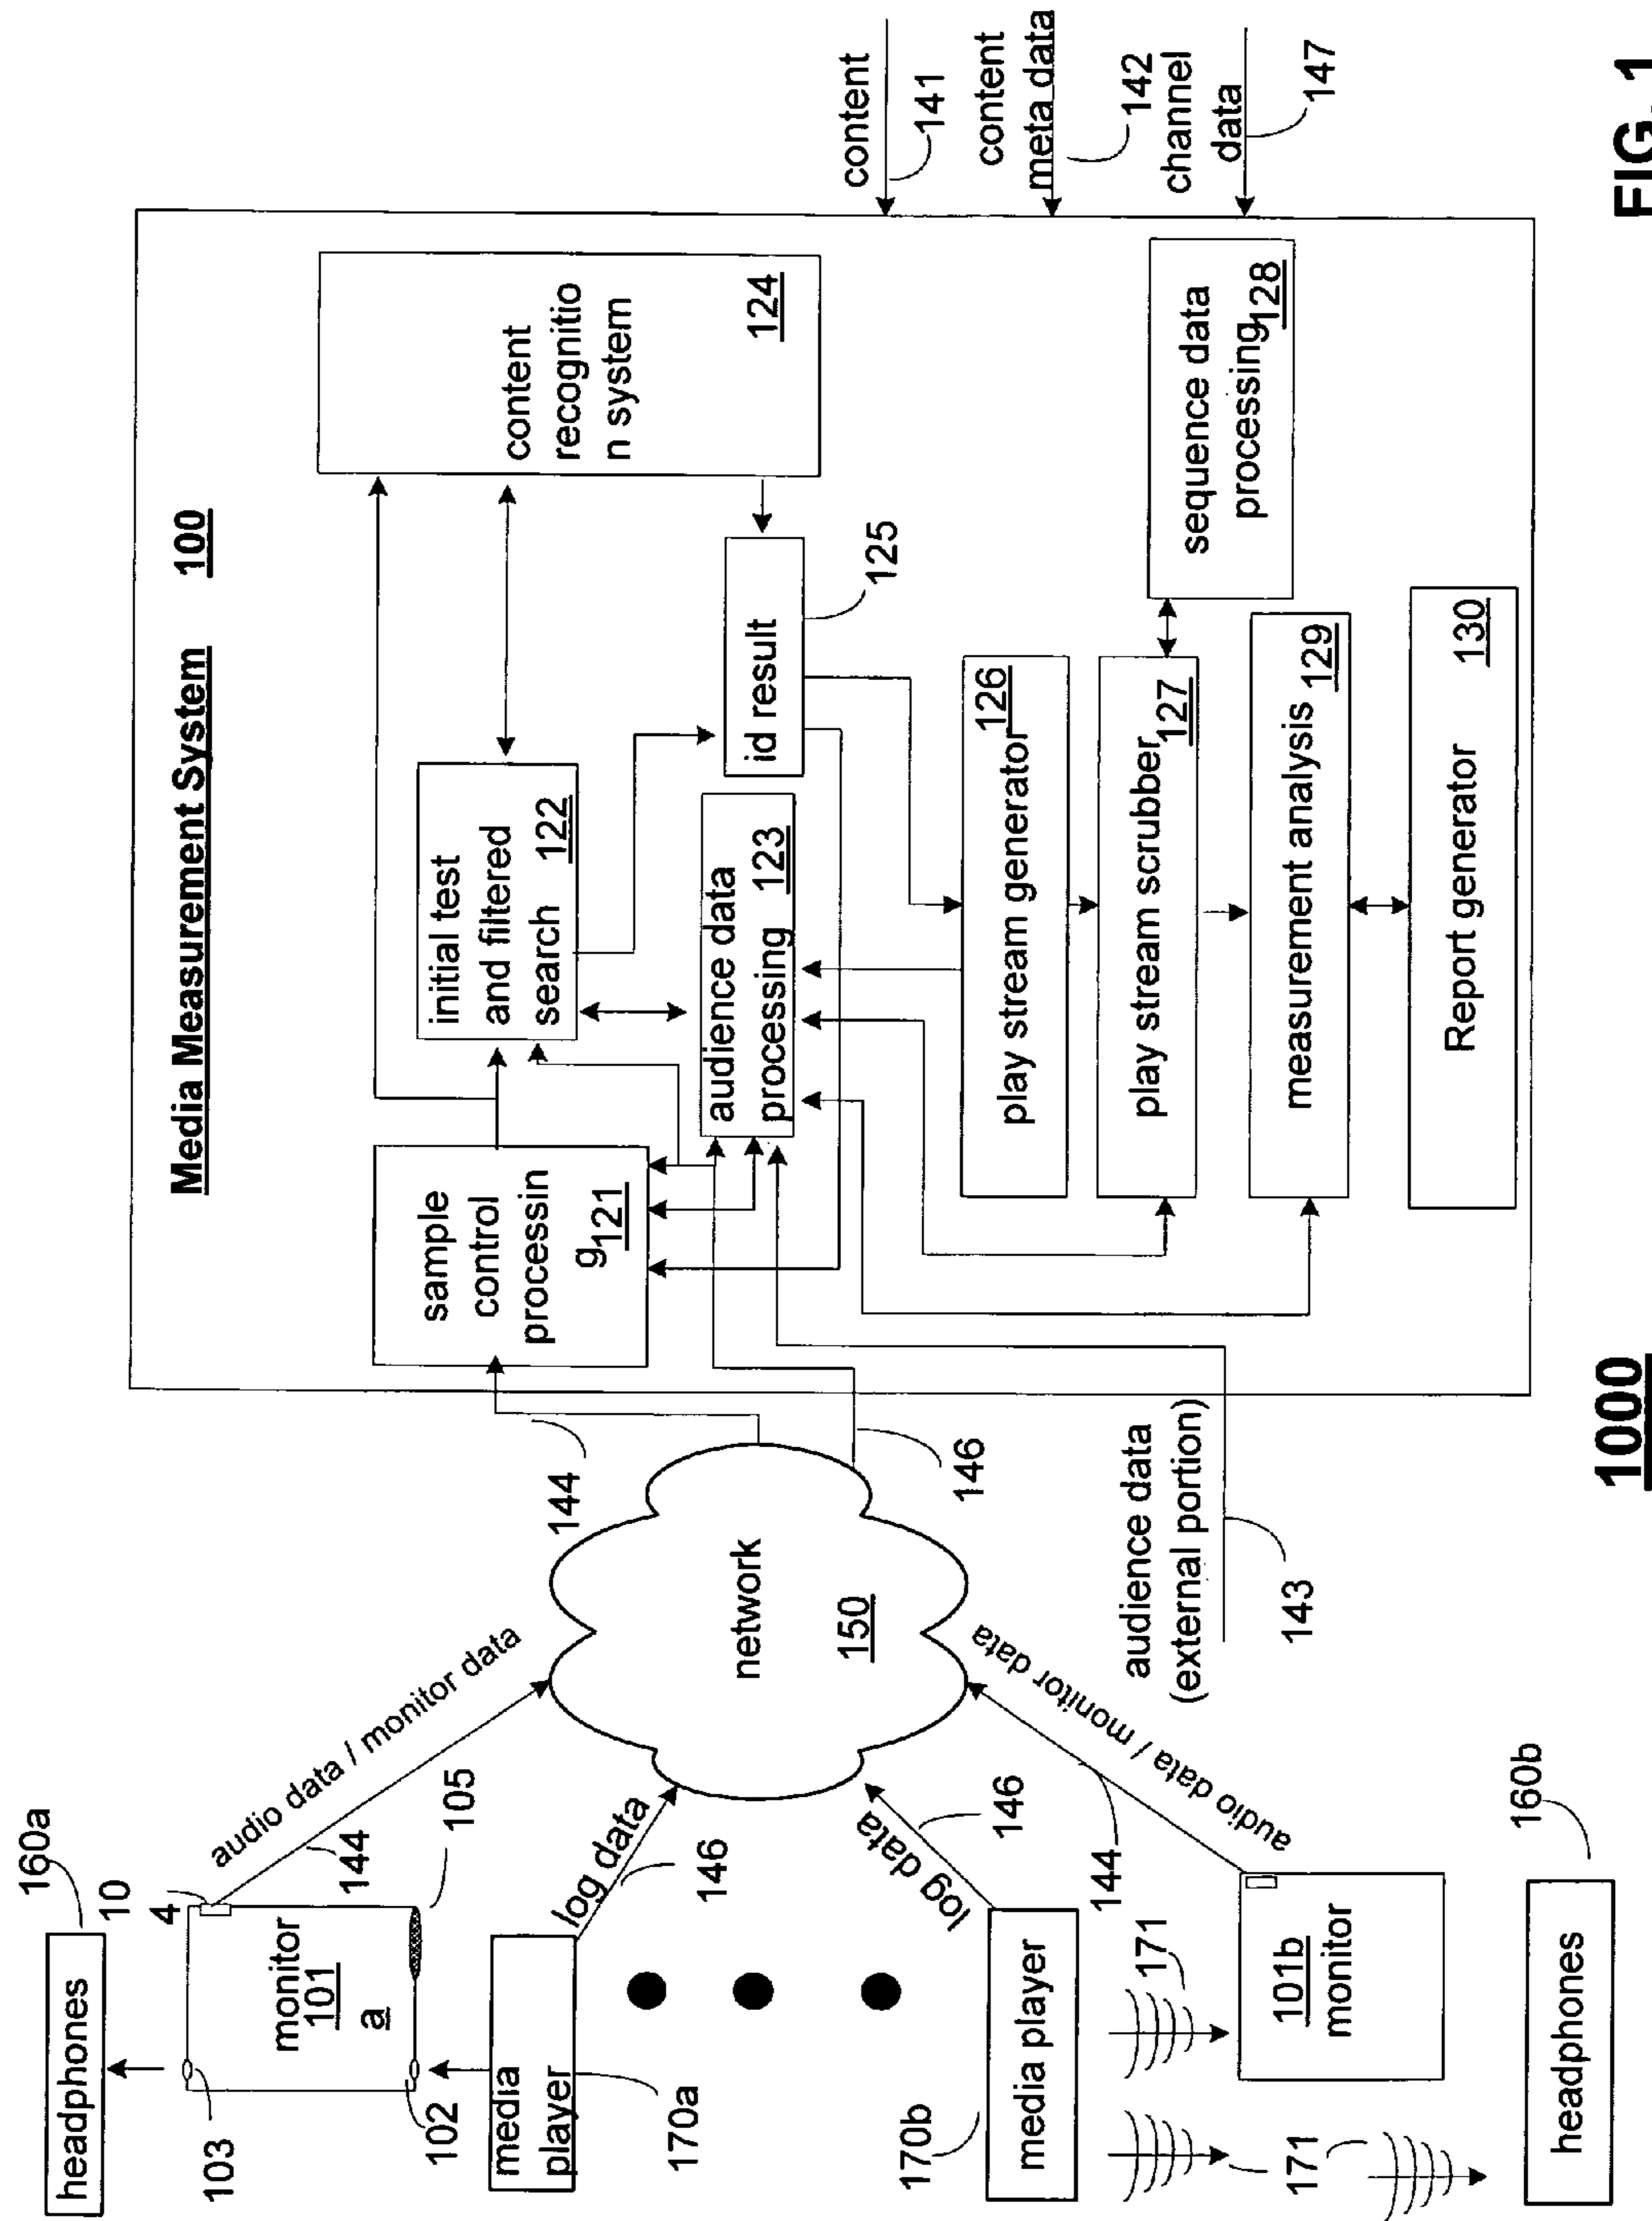 Media Measurement System 100
headphones
160a
10
4
monitor
101
a
103
102
105
audio data / monitor data
144
media
player
170a
log data
146
network
150
144
146
log data
146
media player
170b
171
171
101b
monitor
144
audio data / monitor data
headphones
160b
audience data
(external portion)
143
sample
control
processin
g121
initial test
and filtered
search 122
content
recognitio
n system
124
audience data
processing 123
id result
125
play stream generator
126
play stream scrubber
127
sequence data
processing128
measurement analysis 129
Report generator
130
content
141
content
meta data
142
channel
data
147
1000
FIG. 1